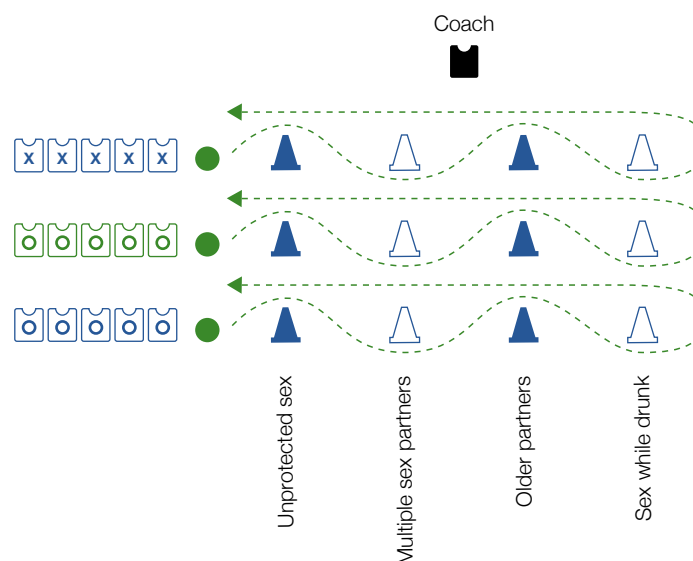 Coach
x x x x x
Unprotected sex
Multiple sex partners
Older partners
Sex while drunk